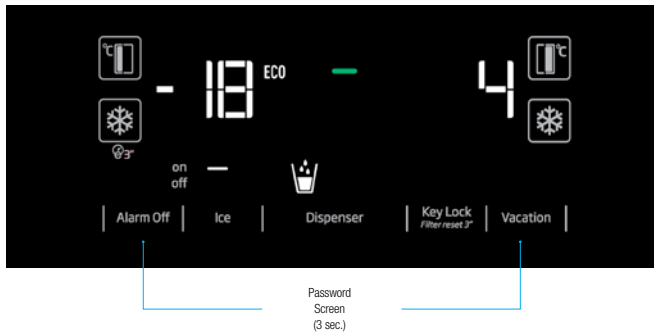 °C
°C
-18 ECO
4
3"
on
off
Alarm Off
Ice
Dispenser
Key Lock
Filter reset 3"
Vacation
Password
Screen
(3 sec.)